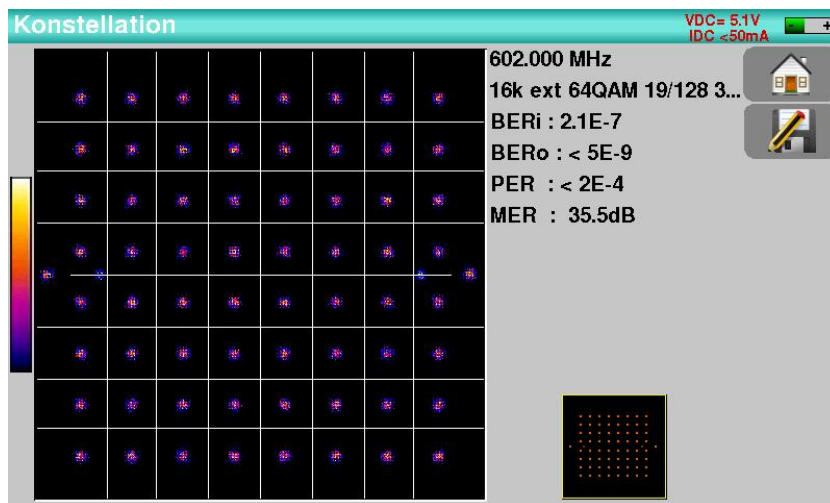 Konstellation
VDC= 5.1V
IDC <50mA
- +
602.000 MHz
16k ext 64QAM 19/128 3...
BERi : 2.1E-7
BERo : < 5E-9
PER : < 2E-4
MER : 35.5dB